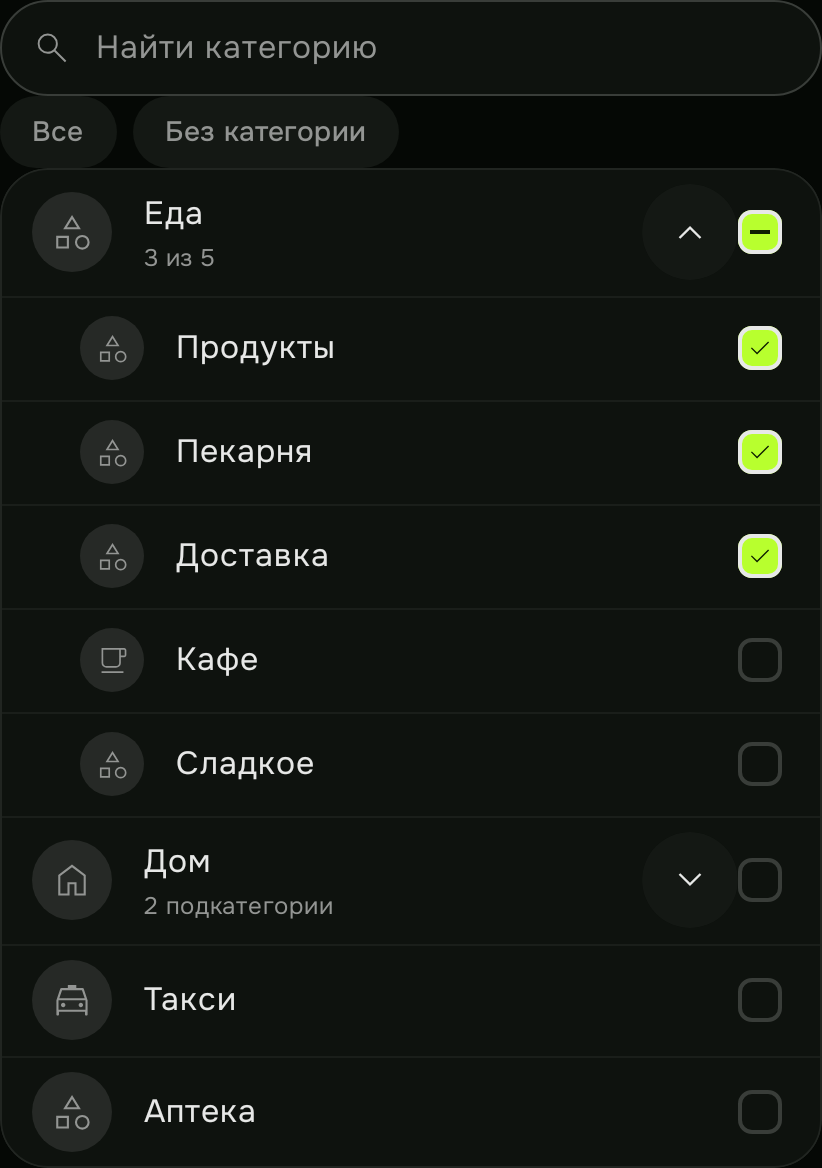 Найти категорию
Все
Без категории
Еда
3 из 5
Продукты
Пекарня
Доставка
Кафе
Сладкое
Дом
2 подкатегории
Такси
Аптека